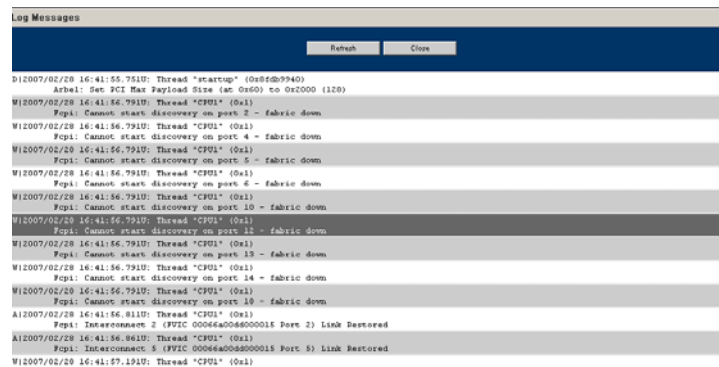 Log Messages
Refresh Close
D|2007/02/28 16:41:55.751U: Thread "startup" (0x8fdb9940)
Arbel: Set PCI Max Payload Size (at 0x60) to 0x2000 (128)
W|2007/02/28 16:41:56.791U: Thread "CPU1" (0x1)
Fcpi: Cannot start discovery on port 2 - fabric down
W|2007/02/28 16:41:56.791U: Thread "CPU1" (0x1)
Fcpi: Cannot start discovery on port 4 - fabric down
W|2007/02/28 16:41:56.791U: Thread "CPU1" (0x1)
Fcpi: Cannot start discovery on port 5 - fabric down
W|2007/02/28 16:41:56.791U: Thread "CPU1" (0x1)
Fcpi: Cannot start discovery on port 6 - fabric down
W|2007/02/28 16:41:56.791U: Thread "CPU1" (0x1)
Fcpi: Cannot start discovery on port 10 - fabric down
W|2007/02/28 16:41:56.791U: Thread "CPU1" (0x1)
Fcpi: Cannot start discovery on port 12 - fabric down
W|2007/02/28 16:41:56.791U: Thread "CPU1" (0x1)
Fcpi: Cannot start discovery on port 13 - fabric down
W|2007/02/28 16:41:56.791U: Thread "CPU1" (0x1)
Fcpi: Cannot start discovery on port 14 - fabric down
W|2007/02/28 16:41:56.791U: Thread "CPU1" (0x1)
Fcpi: Cannot start discovery on port 18 - fabric down
A|2007/02/28 16:41:56.811U: Thread "CPU1" (0x1)
Fcpi: Interconnect 2 (FVIC 00066a00dd000015 Port 2) Link Restored
A|2007/02/28 16:41:56.861U: Thread "CPU1" (0x1)
Fcpi: Interconnect 5 (FVIC 00066a00dd000015 Port 5) Link Restored
W|2007/02/28 16:41:57.191U: Thread "CPU1" (0x1)